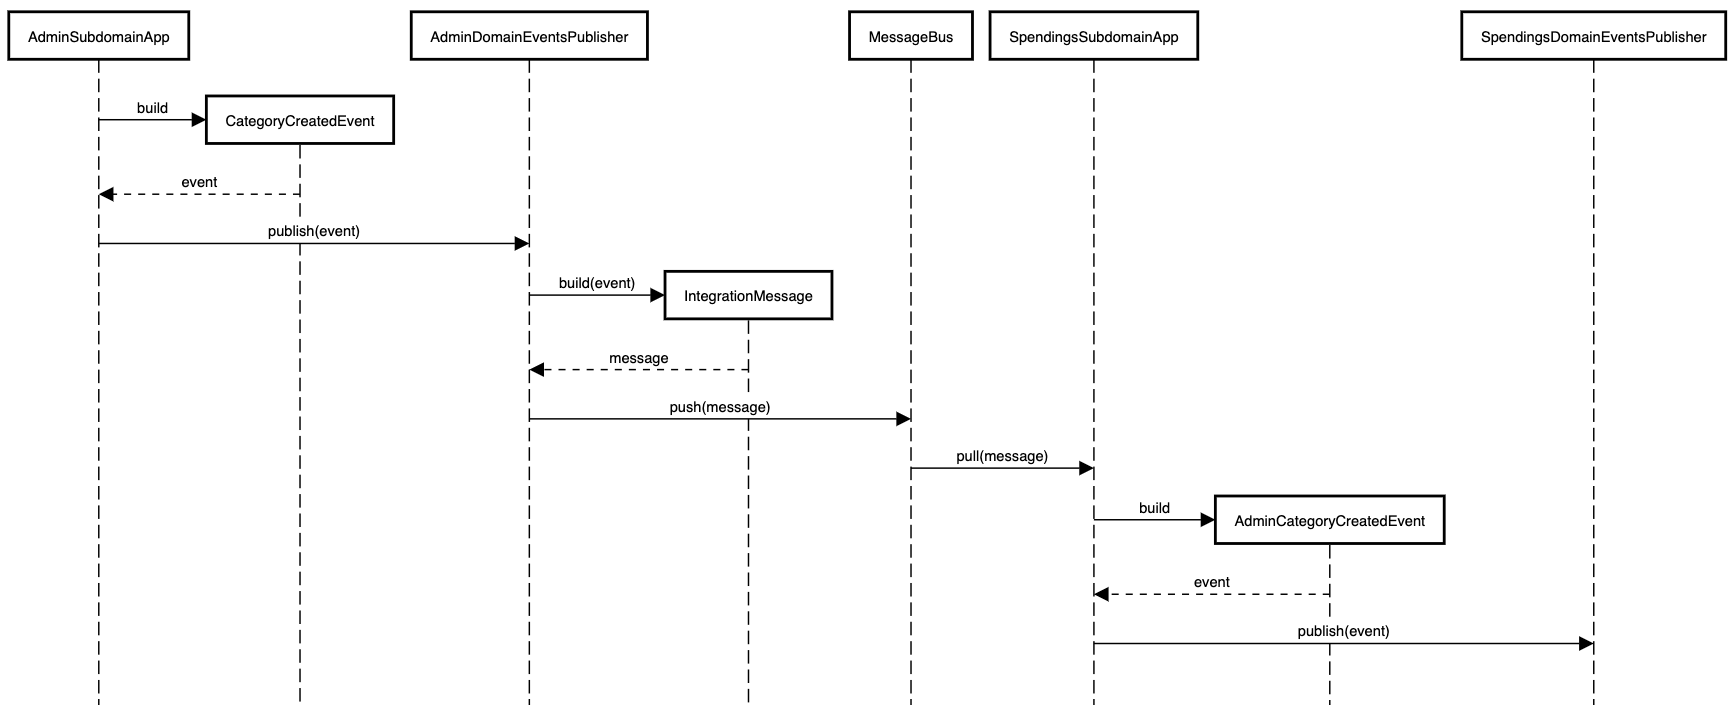 AdminSubdomainApp
AdminDomainEventsPublisher
MessageBus
SpendingsSubdomainApp
SpendingsDomainEventsPublisher
build
CategoryCreatedEvent
event
publish(event)
build(event)
IntegrationMessage
message
push(message)
pull(message)
build
AdminCategoryCreatedEvent
event
publish(event)